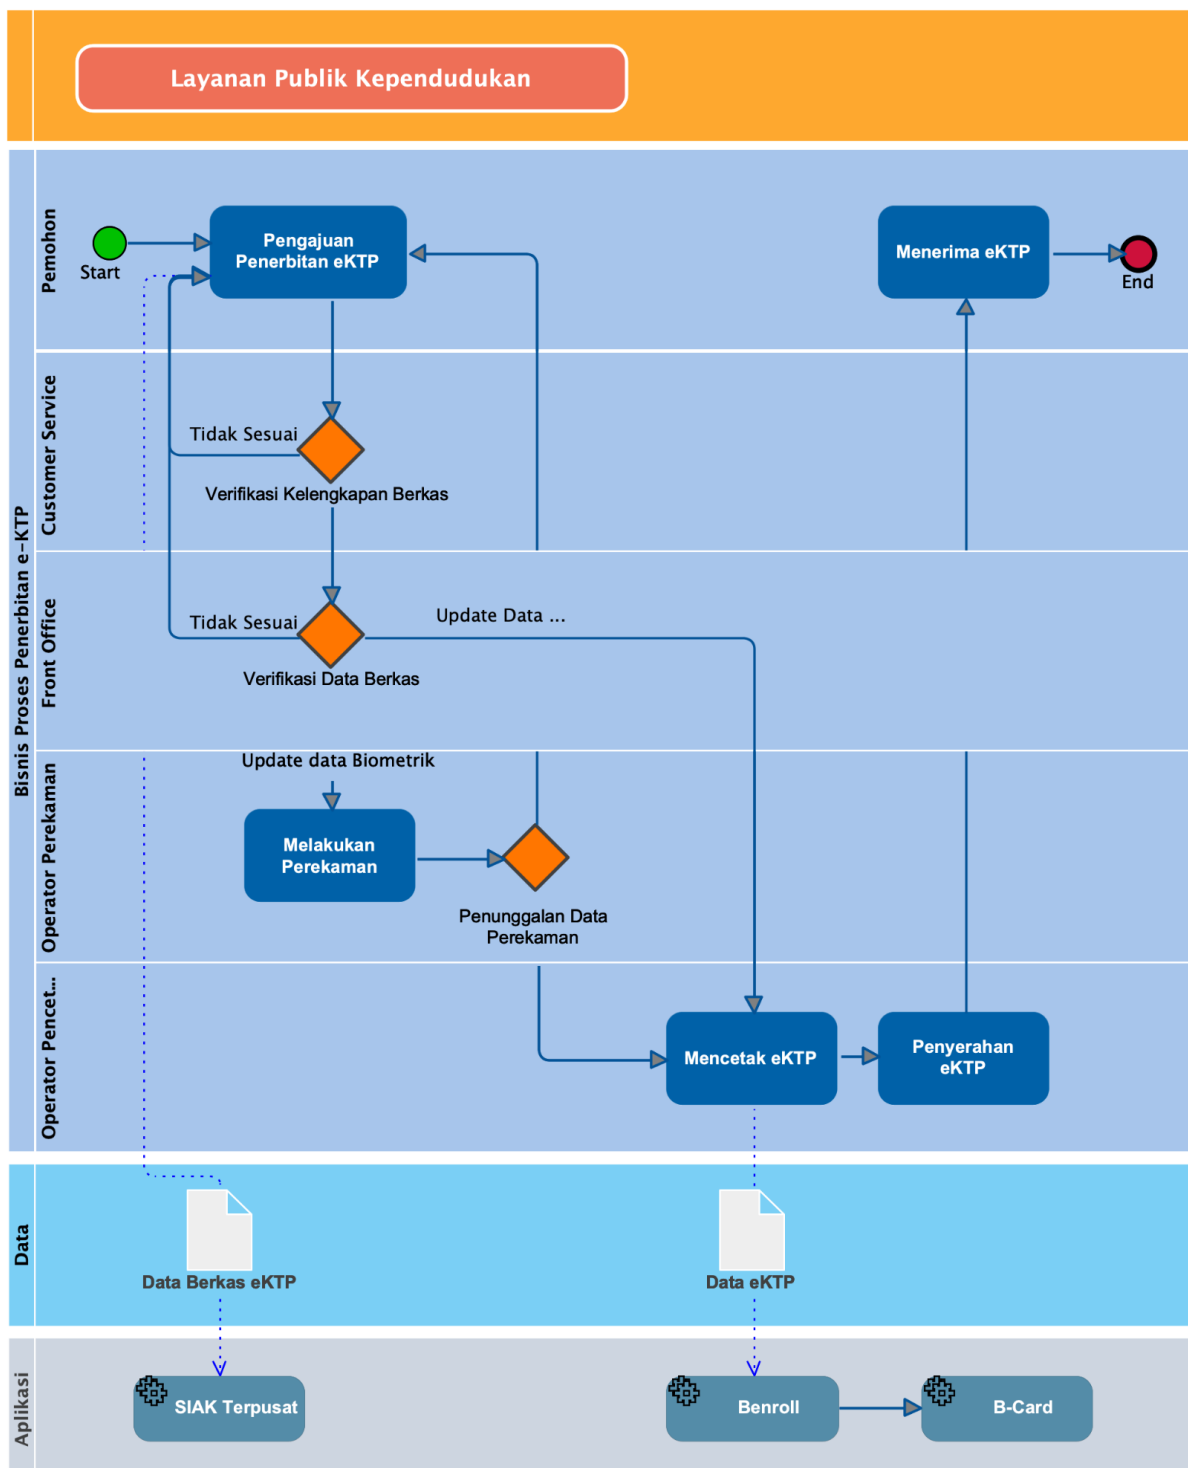 Layanan Publik Kependudukan
Bisnis Proses Penerbitan e-KTP
Pemohon
Start
Pengajuan
Penerbitan eKTP
Menerima eKTP
End
Customer Service
Tidak Sesuai
Verifikasi Kelengkapan Berkas
Front Office
Tidak Sesuai
Update Data ...
Verifikasi Data Berkas
Operator Perekaman
Update data Biometrik
Melakukan
Perekaman
Penunggalan Data
Perekaman
Operator Pencet...
Mencetak eKTP
Penyerahan
eKTP
Data
Data Berkas eKTP
Data eKTP
Aplikasi
SIAK Terpusat
Benroll
B-Card